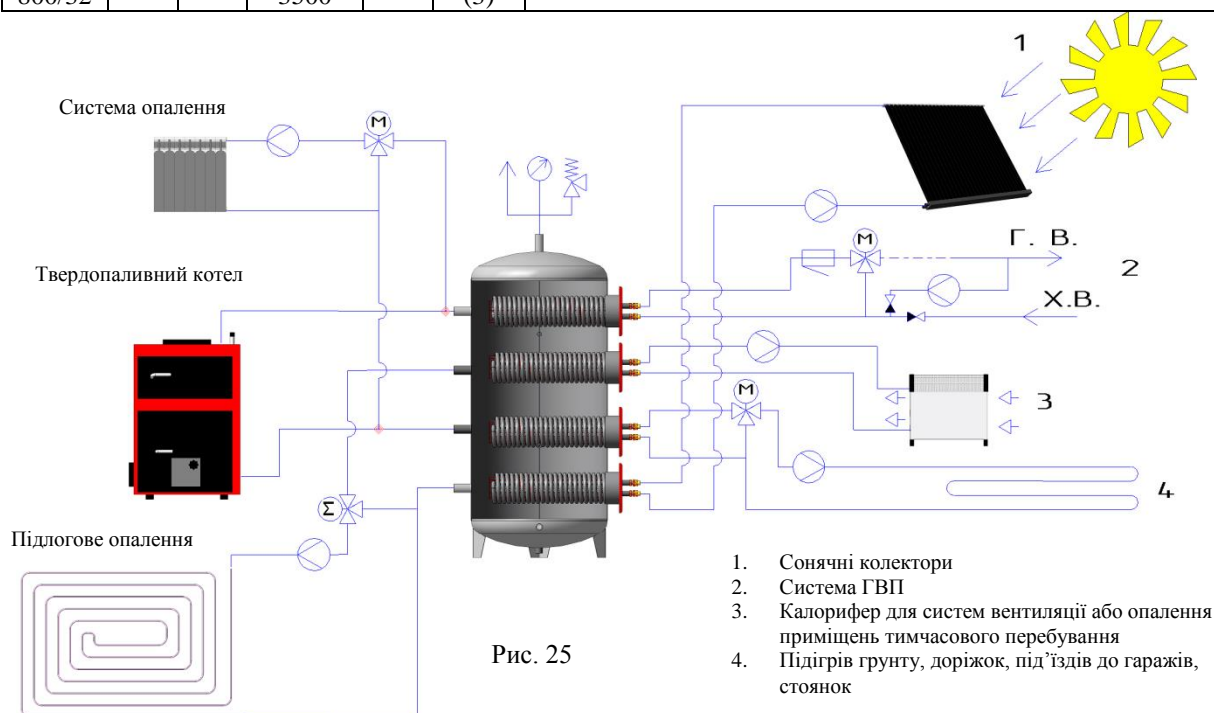 800/32 3500 (3)
1
Система опалення
М
Твердопаливний котел
М
Г. В.
2
Х.В.
М
3
4
Σ
Підлогове опалення
Рис. 25
1. Сонячні колектори
2. Система ГВП
3. Калорифер для систем вентиляції або опалення
приміщень тимчасового перебування
4. Підігрів грунту, доріжок, під’їздів до гаражів,
стоянок